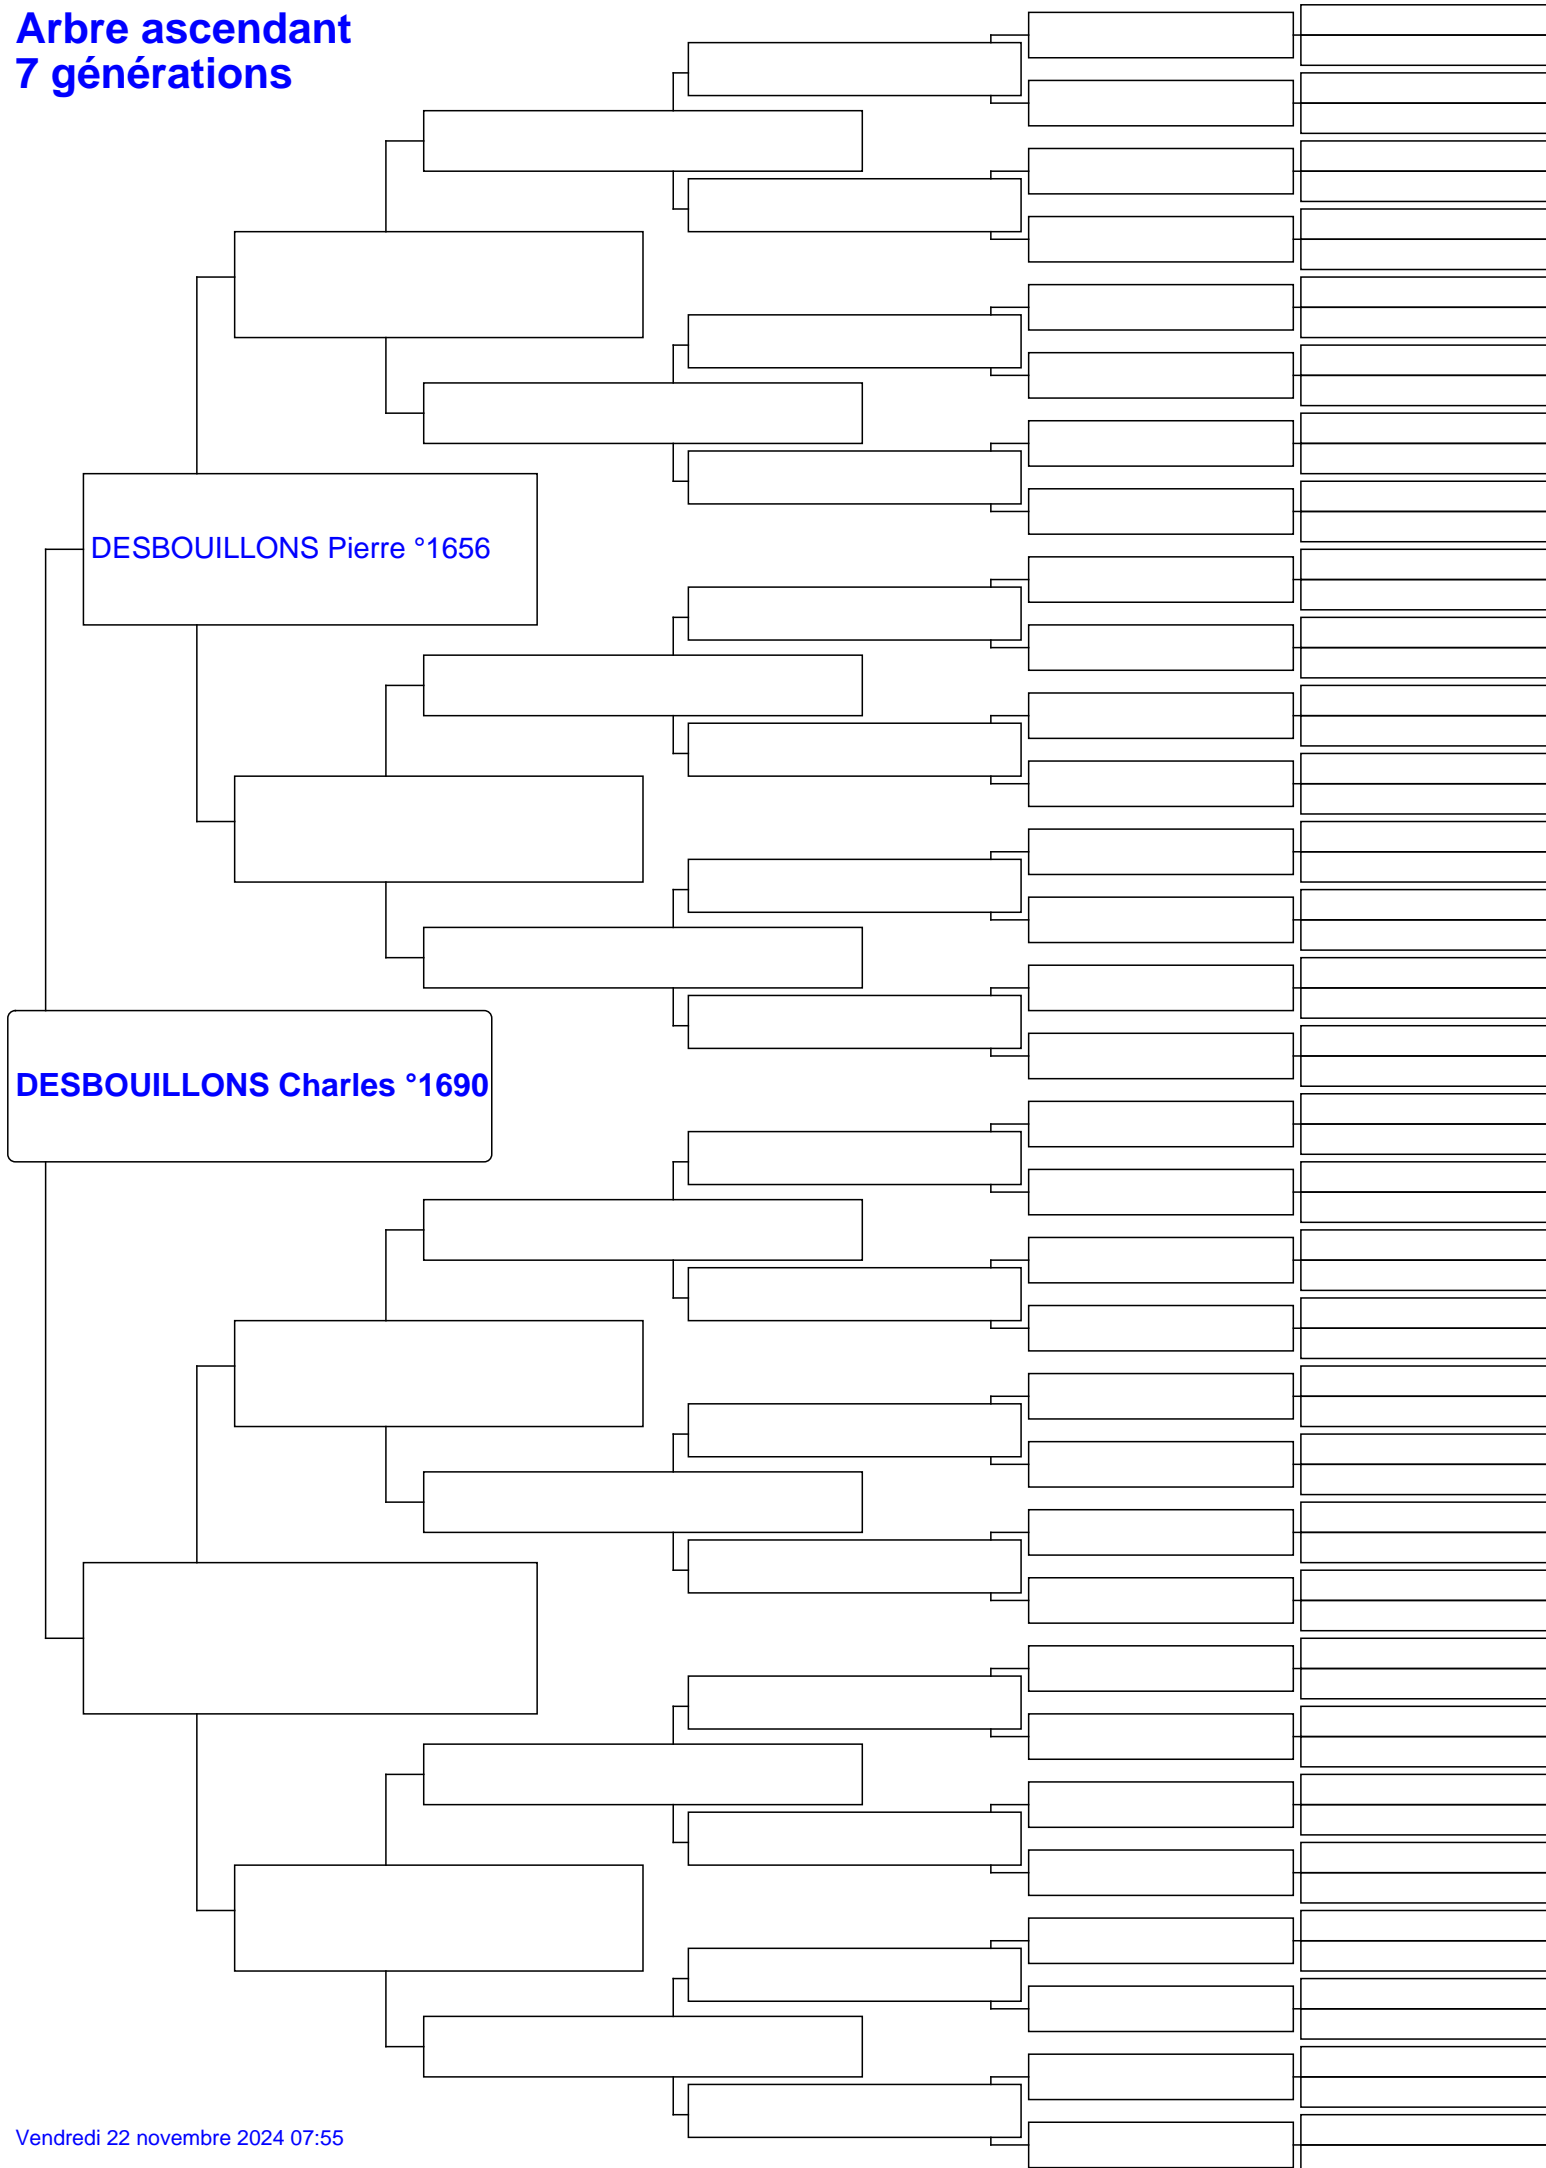 Arbre ascendant
7 générations
DESBOUILLONS Pierre °1656
DESBOUILLONS Charles °1690
Vendredi 22 novembre 2024 07:55